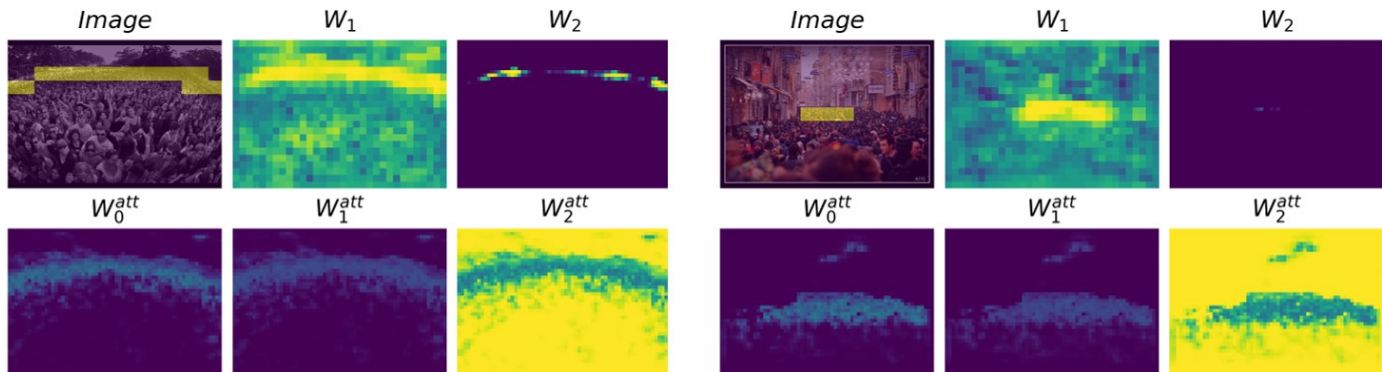 Image W₁ W₂ Image W₁ W₂
W₀ᵃᵗᵗ W₁ᵃᵗᵗ W₂ᵃᵗᵗ W₀ᵃᵗᵗ W₁ᵃᵗᵗ W₂ᵃᵗᵗ